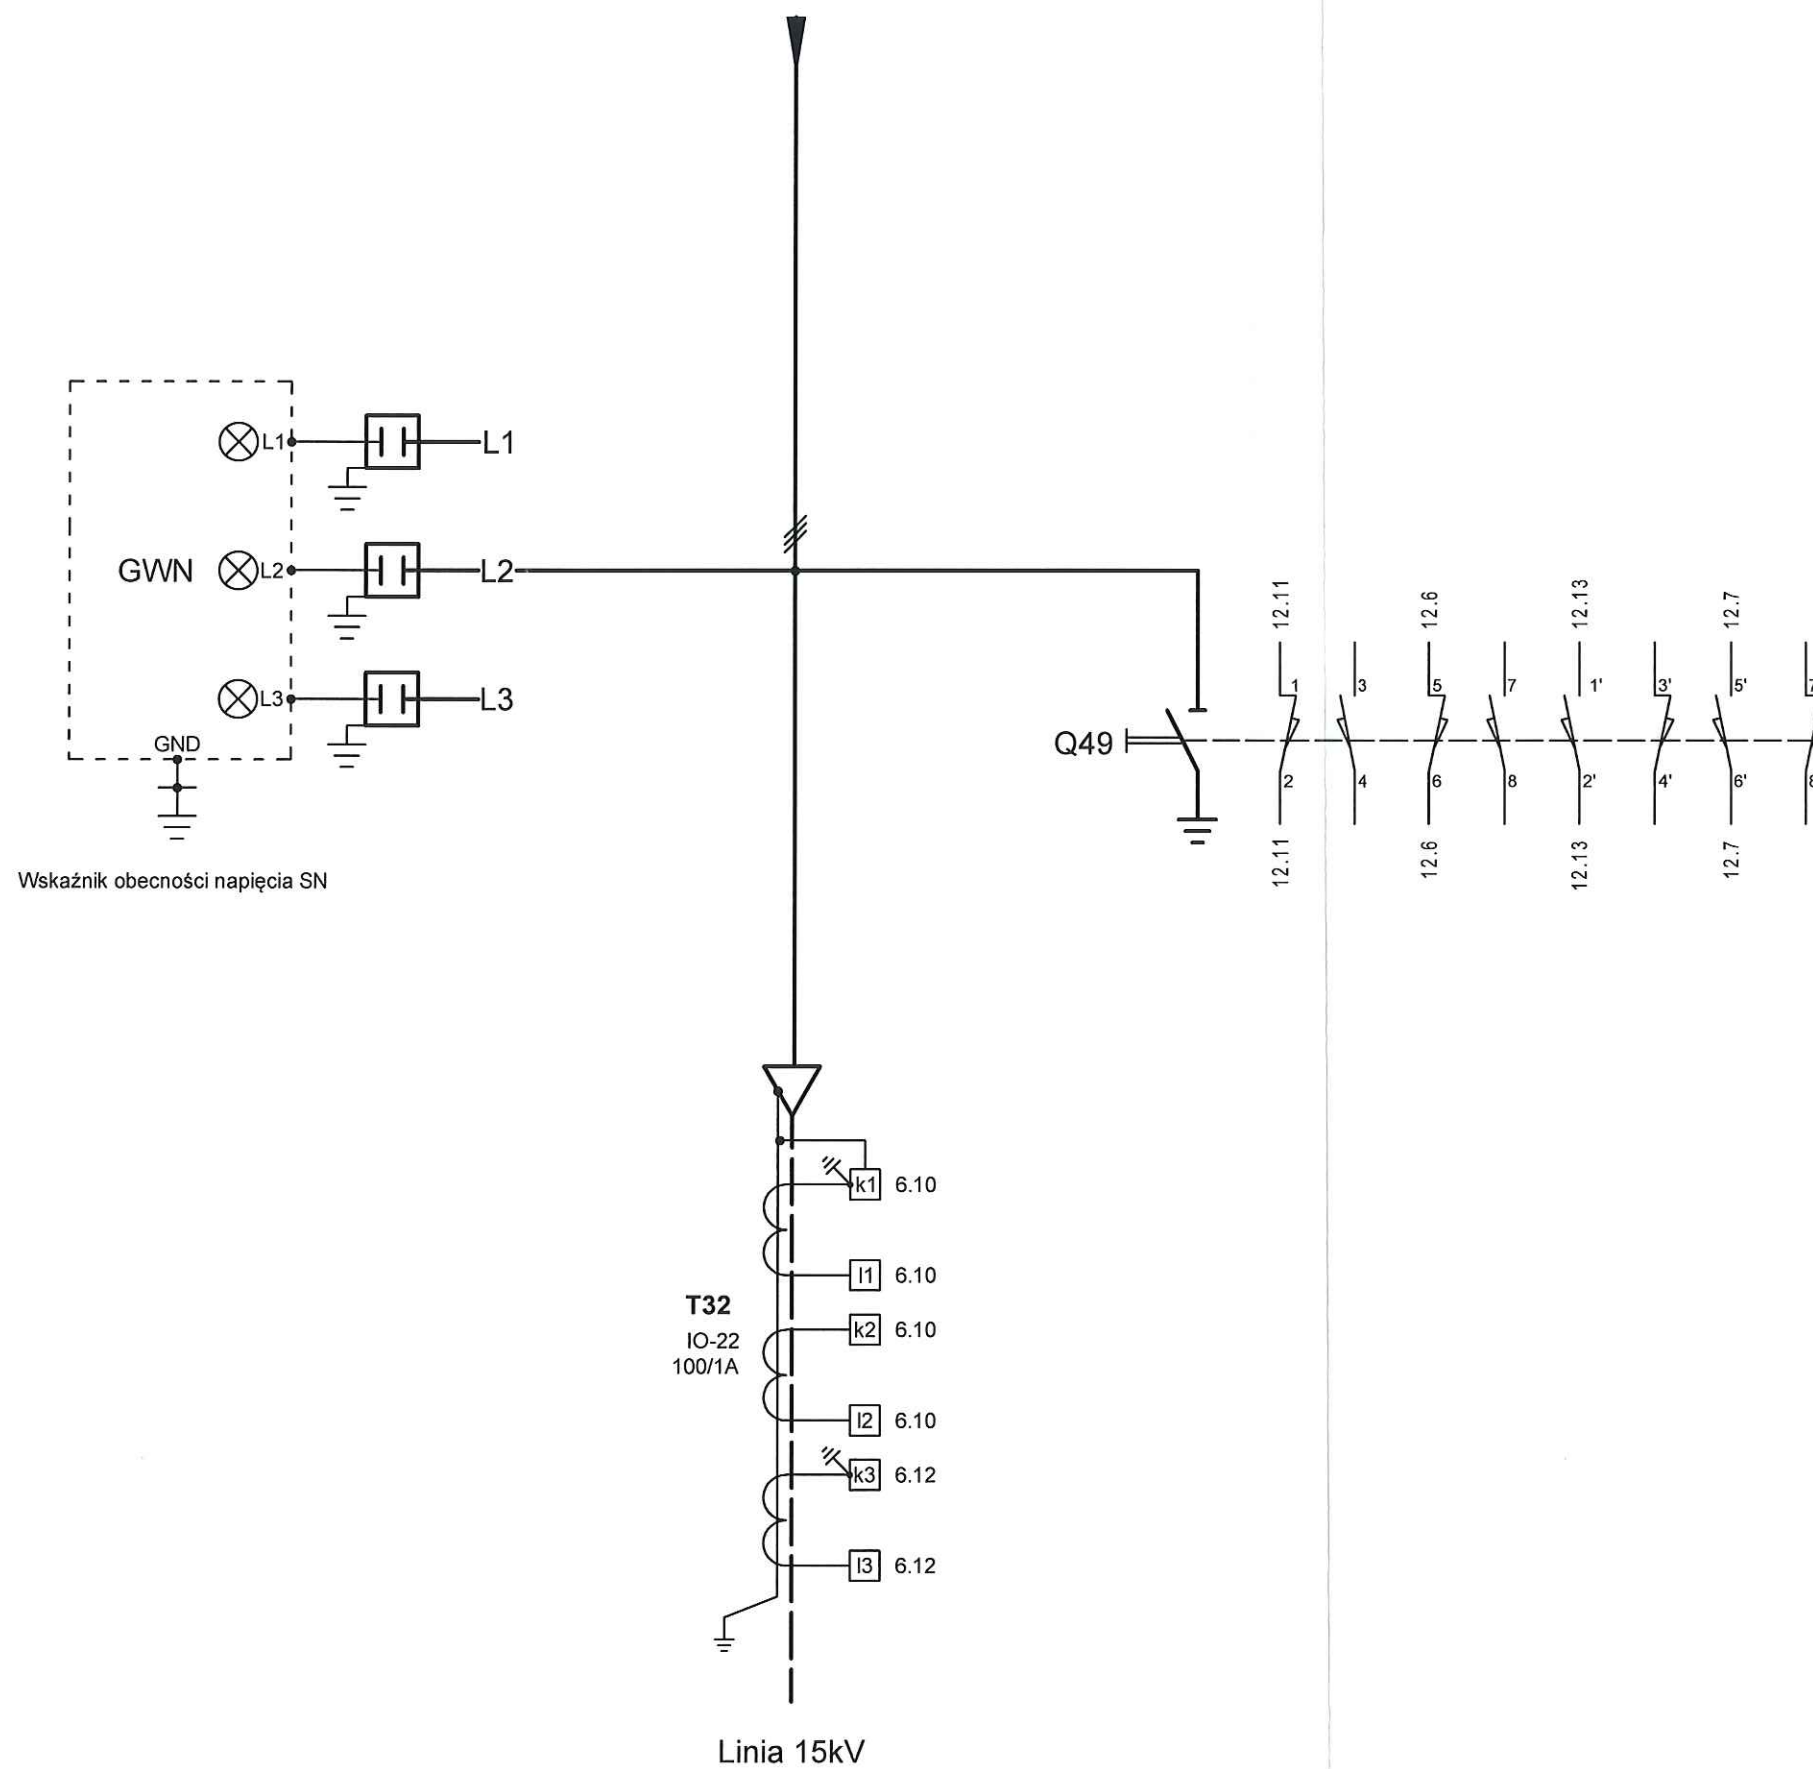 L1
L1
GWN
L2
L2
L3
L3
GND
Wskaźnik obecności napięcia SN
Q49
12.11
12.6
12.13
12.7
1
3
5
7
1'
3'
5'
2
4
6
8
2'
4'
6'
12.11
12.6
12.13
12.7
k1 6.10
l1 6.10
T32
IO-22
100/1A
k2 6.10
l2 6.10
k3 6.12
l3 6.12
Linia 15kV